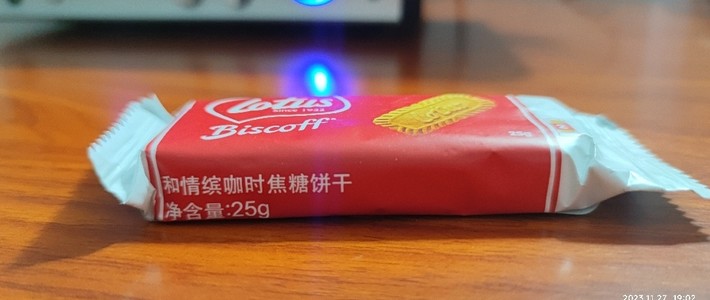 Lotus
since 1932
Biscoff
25g
和情缤咖时焦糖饼干
净含量:25g
2023.11.27 19:02